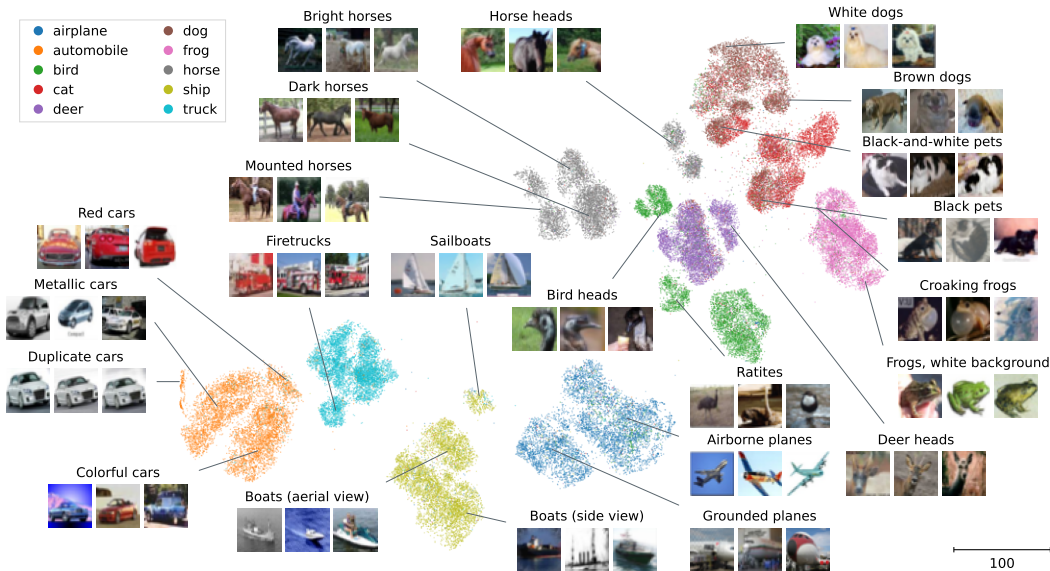 airplane
automobile
bird
cat
deer
dog
frog
horse
ship
truck
Bright horses
Horse heads
White dogs
Dark horses
Brown dogs
Black-and-white pets
Mounted horses
Black pets
Red cars
Firetrucks
Sailboats
Metallic cars
Bird heads
Croaking frogs
Duplicate cars
Frogs, white background
Ratites
Airborne planes
Deer heads
Colorful cars
Boats (aerial view)
Boats (side view)
Grounded planes
100